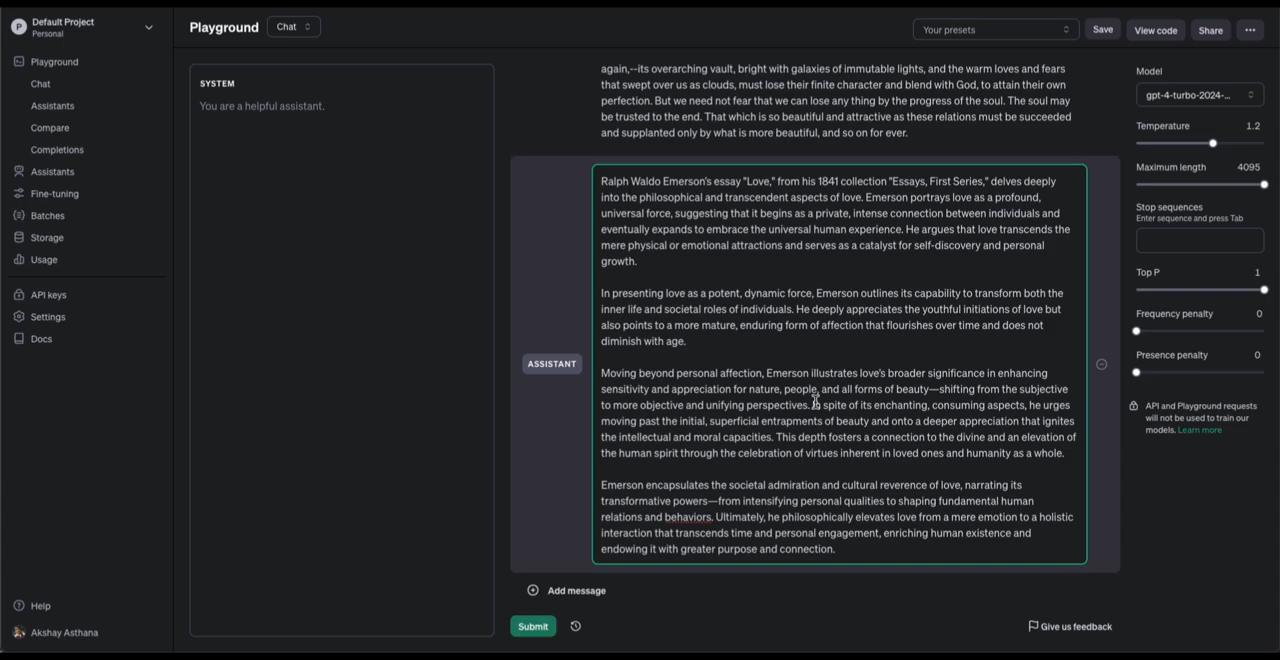 P
Default Project
Personal
Playground
Chat
Assistants
Compare
Completions
Assistants
Fine-tuning
Batches
Storage
Usage
API keys
Settings
Docs
Help
Akshay Asthana
Playground
Chat
Your presets
Save
View code
Share
SYSTEM
You are a helpful assistant.
again,--its overarching vault, bright with galaxies of immutable lights, and the warm loves and fears
that swept over us as clouds, must lose their finite character and blend with God, to attain their own
perfection. But we need not fear that we can lose any thing by the progress of the soul. The soul may
be trusted to the end. That which is so beautiful and attractive as these relations must be succeeded
and supplanted only by what is more beautiful, and so on for ever.
ASSISTANT
Ralph Waldo Emerson's essay "Love," from his 1841 collection "Essays, First Series," delves deeply
into the philosophical and transcendent aspects of love. Emerson portrays love as a profound,
universal force, suggesting that it begins as a private, intense connection between individuals and
eventually expands to embrace the universal human experience. He argues that love transcends the
mere physical or emotional attractions and serves as a catalyst for self-discovery and personal
growth.
In presenting love as a potent, dynamic force, Emerson outlines its capability to transform both the
inner life and societal roles of individuals. He deeply appreciates the youthful initiations of love but
also points to a more mature, enduring form of affection that flourishes over time and does not
diminish with age.
Moving beyond personal affection, Emerson illustrates love's broader significance in enhancing
sensitivity and appreciation for nature, people, and all forms of beauty—shifting from the subjective
to more objective and unifying perspectives. spite of its enchanting, consuming aspects, he urges
moving past the initial, superficial entrapments of beauty and onto a deeper appreciation that ignites
the intellectual and moral capacities. This depth fosters a connection to the divine and an elevation of
the human spirit through the celebration of virtues inherent in loved ones and humanity as a whole.
Emerson encapsulates the societal admiration and cultural reverence of love, narrating its
transformative powers—from intensifying personal qualities to shaping fundamental human
relations and behaviors. Ultimately, he philosophically elevates love from a mere emotion to a holistic
interaction that transcends time and personal engagement, enriching human existence and
endowing it with greater purpose and connection.
Add message
Submit
Give us feedback
Model
gpt-4-turbo-2024-...
Temperature 1.2
Maximum length 4095
Stop sequences
Enter sequence and press Tab
Top P 1
Frequency penalty 0
Presence penalty 0
API and Playground requests
will not be used to train our
models. Learn more